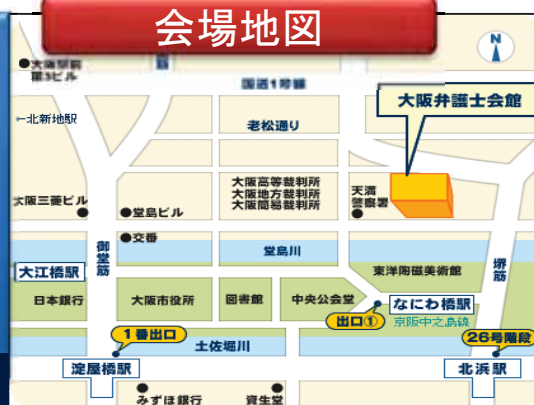 会場地図
N
大阪駅前
第3ビル
筋
国道1号線
大阪弁護士会館
←北新地駅
老松通り
大阪高等裁判所
大阪地方裁判所
大阪簡易裁判所
天満
警察署
大阪三菱ビル
堂島ビル
交番
御堂筋
堂島川
堺筋
大江橋駅
東洋陶磁美術館
日本銀行
大阪市役所
図書館
中央公会堂
なにわ橋駅
出口①
京阪中之島線
1番出口
土佐堀川
26号階段
淀屋橋駅
北浜駅
みずほ銀行
資生堂